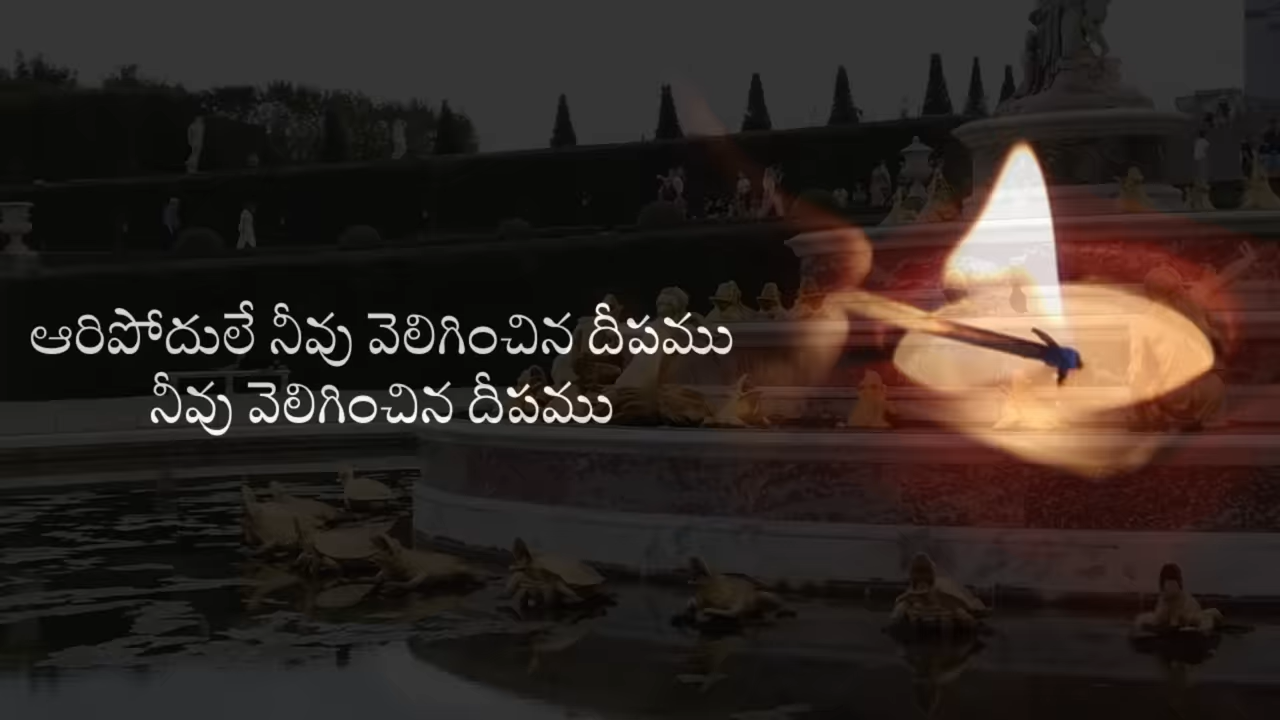 ఆరిపోదులే నీవు వెలిగించిన దీపము
నీవు వెలిగించిన దీపము